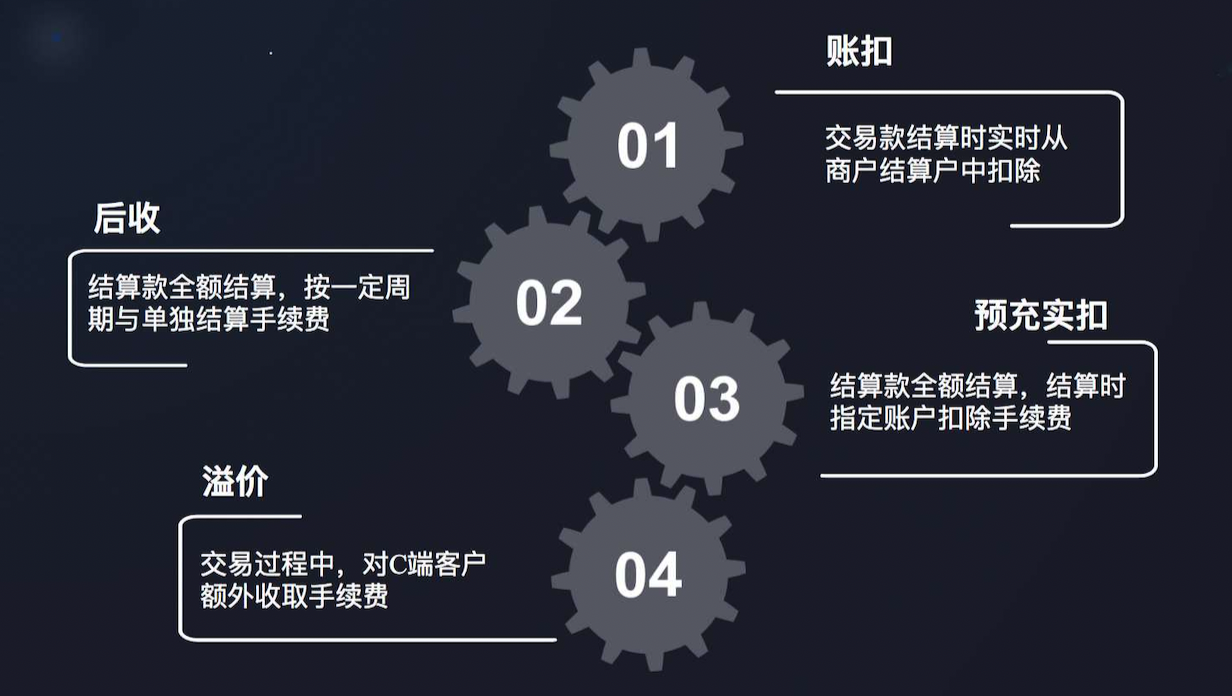 01
账扣
交易款结算时实时从
商户结算户中扣除
02
后收
结算款全额结算，按一定周
期与单独结算手续费
03
预充实扣
结算款全额结算，结算时
指定账户扣除手续费
04
溢价
交易过程中，对C端客户
额外收取手续费